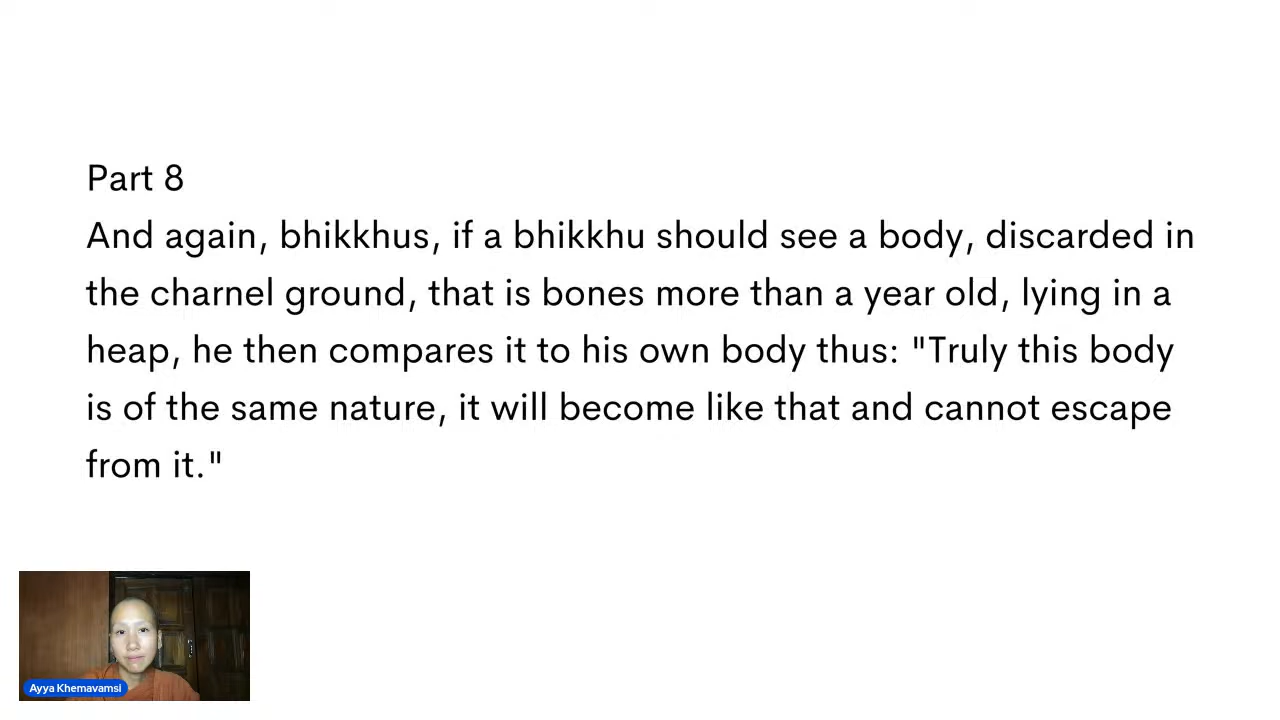 Part 8
And again, bhikkhus, if a bhikkhu should see a body, discarded in
the charnel ground, that is bones more than a year old, lying in a
heap, he then compares it to his own body thus: "Truly this body
is of the same nature, it will become like that and cannot escape
from it."
Ayya Khemavamsi